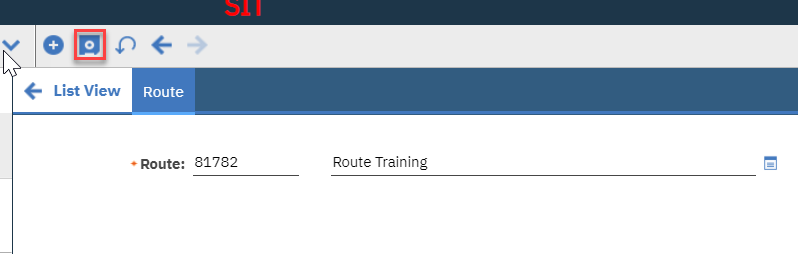 SIT
List View
Route
Route: 81782 Route Training